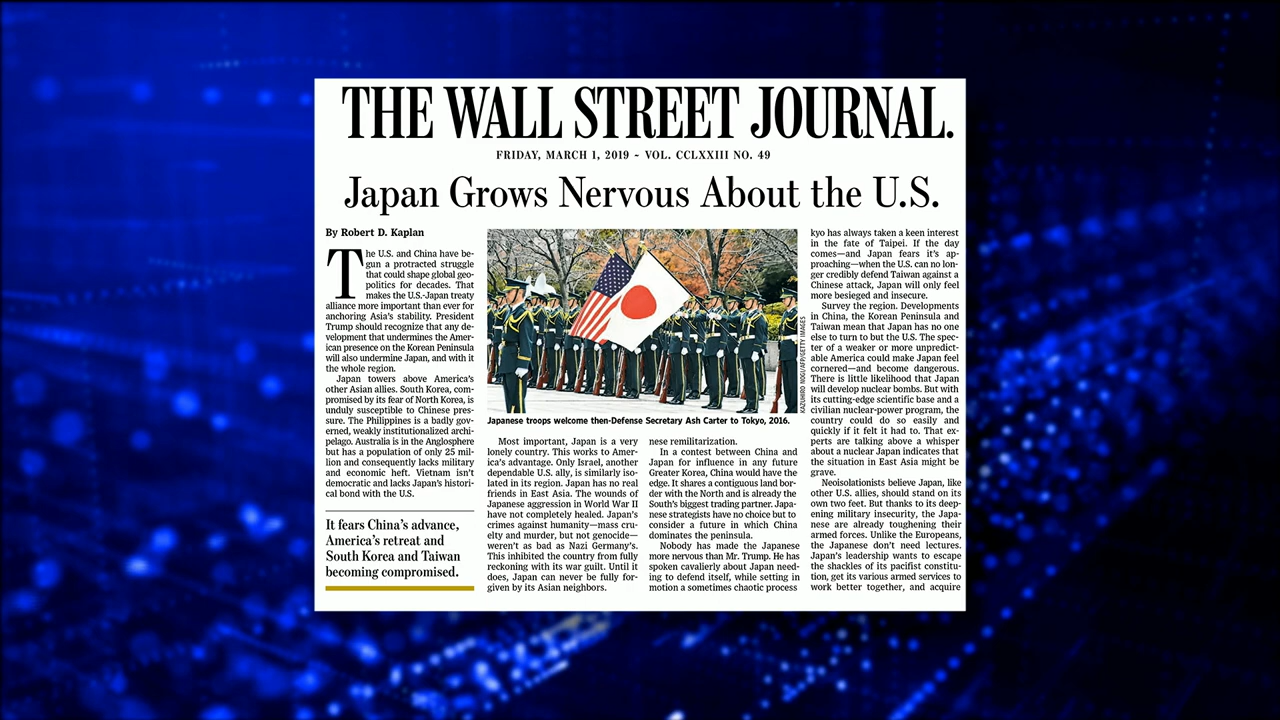 THE WALL STREET JOURNAL.
FRIDAY, MARCH 1, 2019 ~ VOL. CCLXXIII NO. 49
Japan Grows Nervous About the U.S.
By Robert D. Kaplan
The U.S. and China have be-
gun a protracted struggle
that could shape global geo-
politics for decades. That
makes the U.S.-Japan treaty
alliance more important than ever for
anchoring Asia's stability. President
Trump should recognize that any de-
velopment that undermines the Amer-
ican presence on the Korean Peninsula
will also undermine Japan, and with it
the whole region.
Japan towers above America's
other Asian allies. South Korea, com-
promised by its fear of North Korea, is
unduly susceptible to Chinese pres-
sure. The Philippines is a badly gov-
erned, weakly institutionalized archi-
pelago. Australia is in the Anglosphere
but has a population of only 25 mil-
lion and consequently lacks military
and economic heft. Vietnam isn't
democratic and lacks Japan's histori-
cal bond with the U.S.
It fears China's advance,
America's retreat and
South Korea and Taiwan
becoming compromised.
KAZUHIRO NOGI/AFP/GETTY IMAGES
Japanese troops welcome then-Defense Secretary Ash Carter to Tokyo, 2016.
Most important, Japan is a very
lonely country. This works to Amer-
ica's advantage. Only Israel, another
dependable U.S. ally, is similarly iso-
lated in its region. Japan has no real
friends in East Asia. The wounds of
Japanese aggression in World War II
have not completely healed. Japan's
crimes against humanity—mass cru-
elty and murder, but not genocide—
weren't as bad as Nazi Germany's.
This inhibited the country from fully
reckoning with its war guilt. Until it
does, Japan can never be fully for-
given by its Asian neighbors.
nese remilitarization.
In a contest between China and
Japan for influence in any future
Greater Korea, China would have the
edge. It shares a contiguous land bor-
der with the North and is already the
South's biggest trading partner. Japa-
nese strategists have no choice but to
consider a future in which China
dominates the peninsula.
Nobody has made the Japanese
more nervous than Mr. Trump. He has
spoken cavalierly about Japan need-
ing to defend itself, while setting in
motion a sometimes chaotic process
kyo has always taken a keen interest
in the fate of Taipei. If the day
comes—and Japan fears it's ap-
proaching—when the U.S. can no lon-
ger credibly defend Taiwan against a
Chinese attack, Japan will only feel
more besieged and insecure.
Survey the region. Developments
in China, the Korean Peninsula and
Taiwan mean that Japan has no one
else to turn to but the U.S. The spec-
ter of a weaker or more unpredict-
able America could make Japan feel
cornered—and become dangerous.
There is little likelihood that Japan
will develop nuclear bombs. But with
its cutting-edge scientific base and a
civilian nuclear-power program, the
country could do so easily and
quickly if it felt it had to. That ex-
perts are talking above a whisper
about a nuclear Japan indicates that
the situation in East Asia might be
grave.
Neoisolationists believe Japan, like
other U.S. allies, should stand on its
own two feet. But thanks to its deep-
ening military insecurity, the Japa-
nese are already toughening their
armed forces. Unlike the Europeans,
the Japanese don't need lectures.
Japan's leadership wants to escape
the shackles of its pacifist constitu-
tion, get its various armed services to
work better together, and acquire